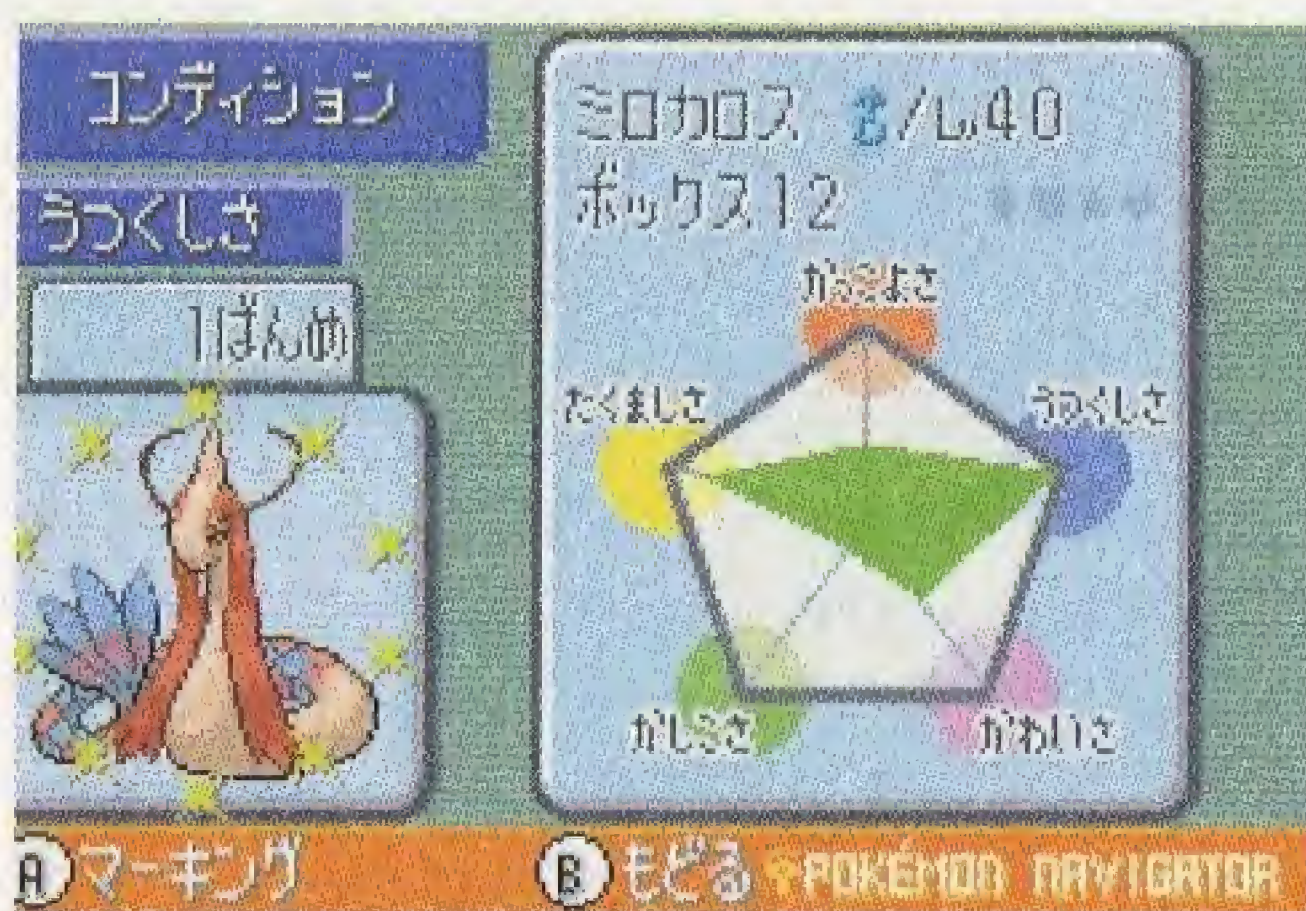 コンディション
うつくしさ
1ばんめ
ミロカロス ♂/Lv40
ボックス12
かっこよさ
たくましさ
うつくしさ
かしこさ
かわいさ
Aマーキング
Bもどる
POKÉMON NAVIGATOR